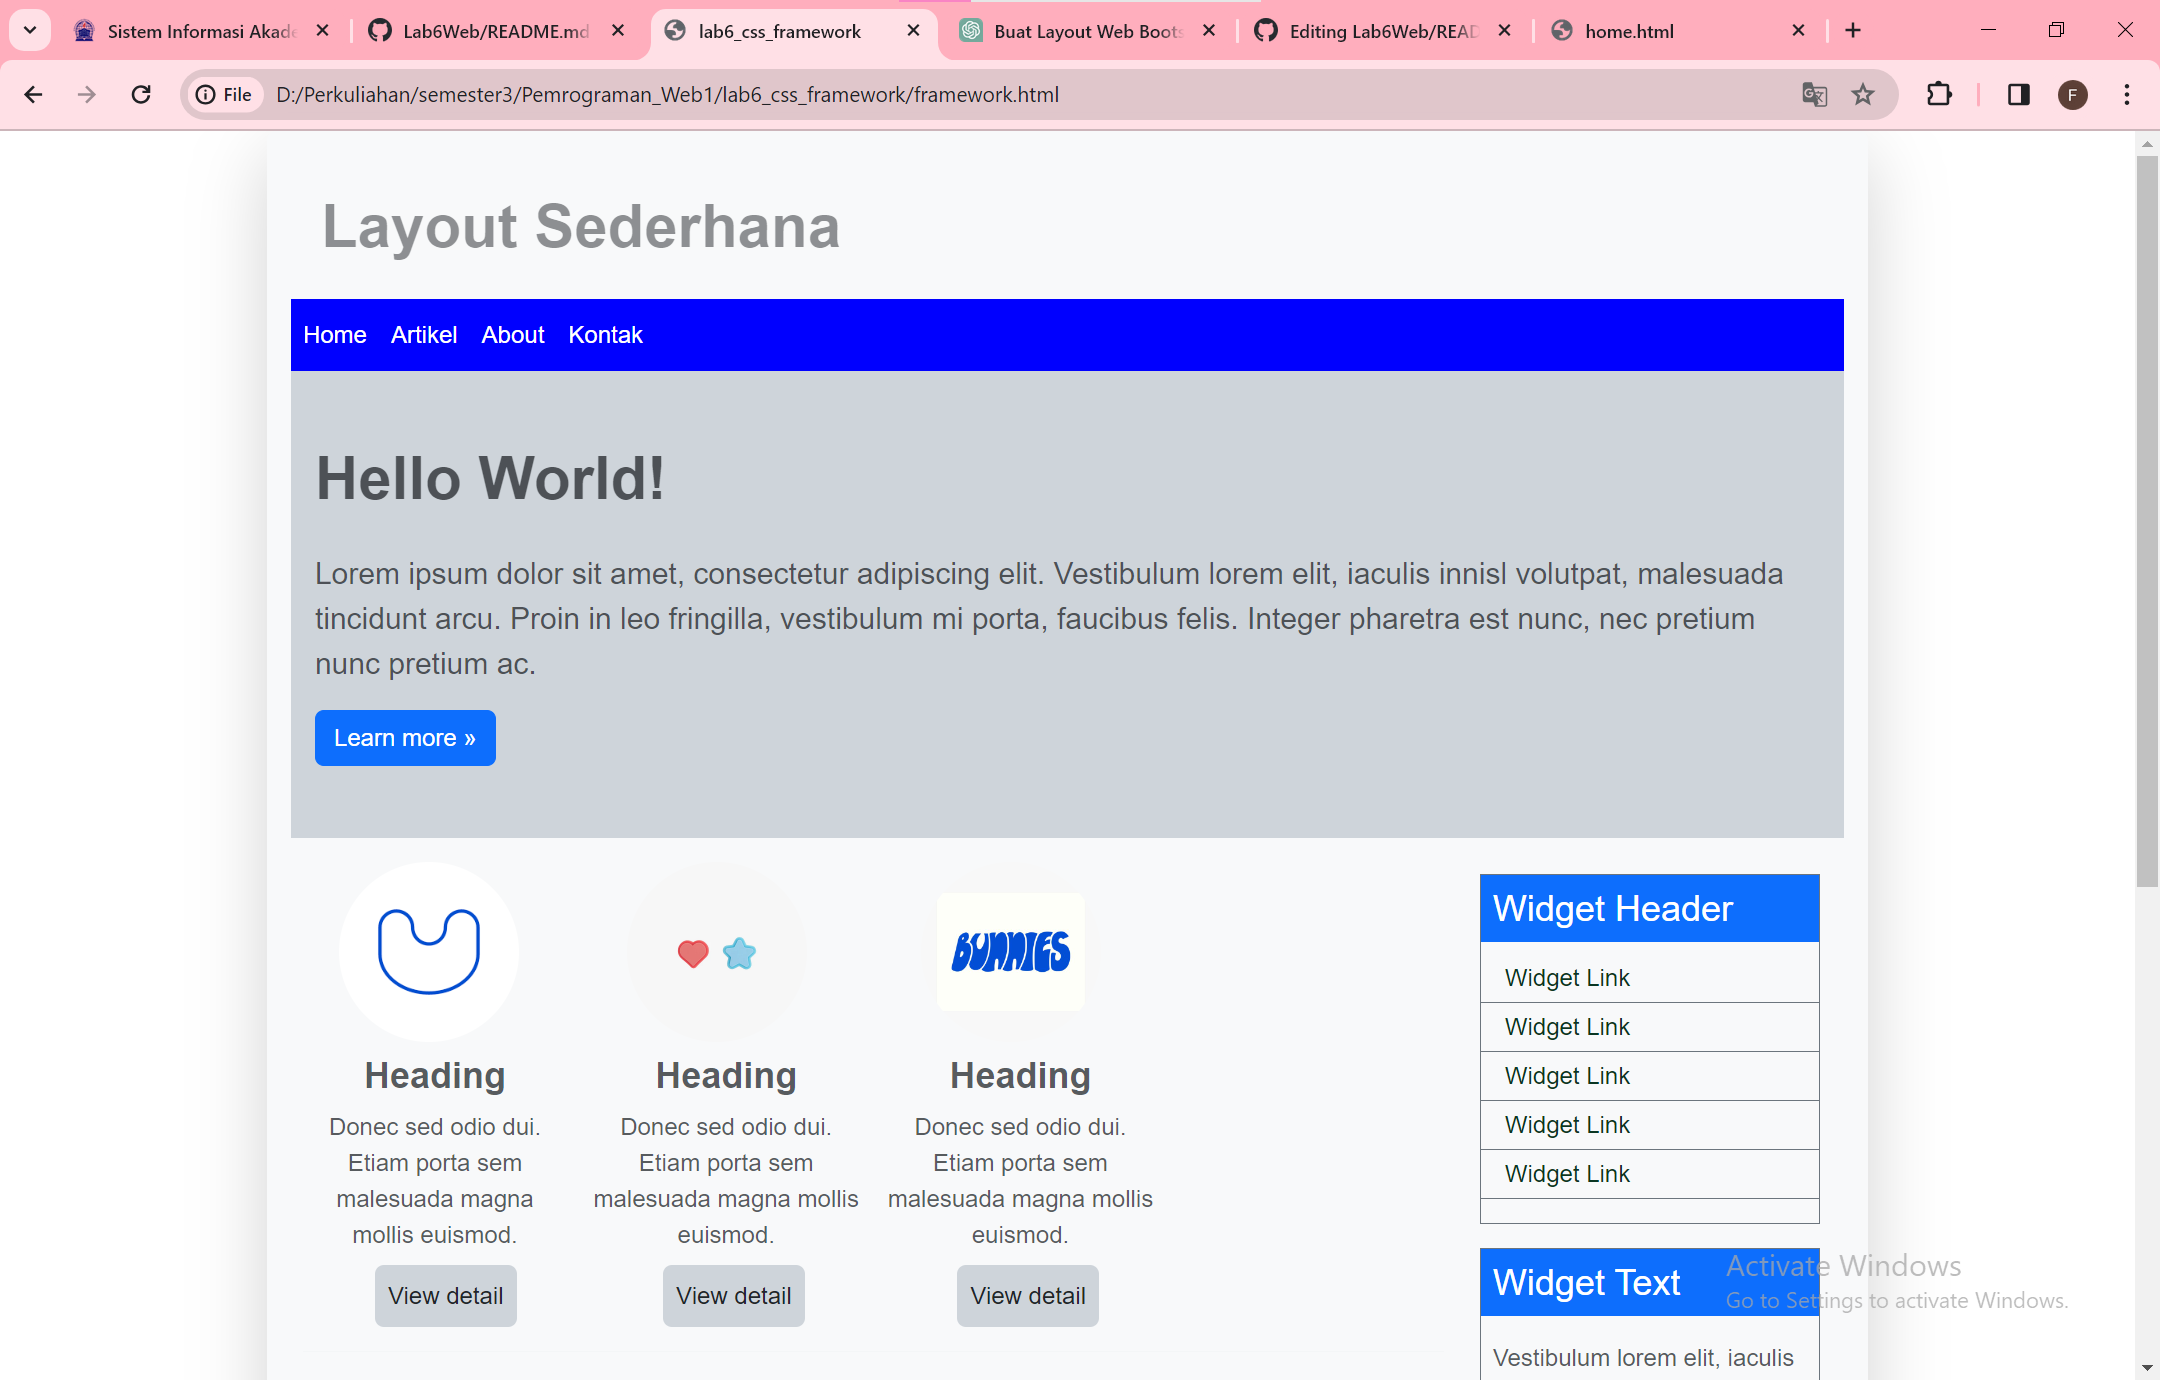 Sistem Informasi Akade
Lab6Web/README.md
lab6_css_framework
Buat Layout Web Boots
Editing Lab6Web/READ
home.html
File
D:/Perkuliahan/semester3/Pemrograman_Web1/lab6_css_framework/framework.html
F
Layout Sederhana
Home Artikel About Kontak
Hello World!
Lorem ipsum dolor sit amet, consectetur adipiscing elit. Vestibulum lorem elit, iaculis innisl volutpat, malesuada
tincidunt arcu. Proin in leo fringilla, vestibulum mi porta, faucibus felis. Integer pharetra est nunc, nec pretium
nunc pretium ac.
Learn more »
BUNNIES
Heading
Donec sed odio dui.
Etiam porta sem
malesuada magna
mollis euismod.
View detail
Heading
Donec sed odio dui.
Etiam porta sem
malesuada magna mollis
euismod.
View detail
Heading
Donec sed odio dui.
Etiam porta sem
malesuada magna mollis
euismod.
View detail
Widget Header
Widget Link
Widget Link
Widget Link
Widget Link
Widget Link
Widget Text
Vestibulum lorem elit, iaculis
Activate Windows
Go to Settings to activate Windows.